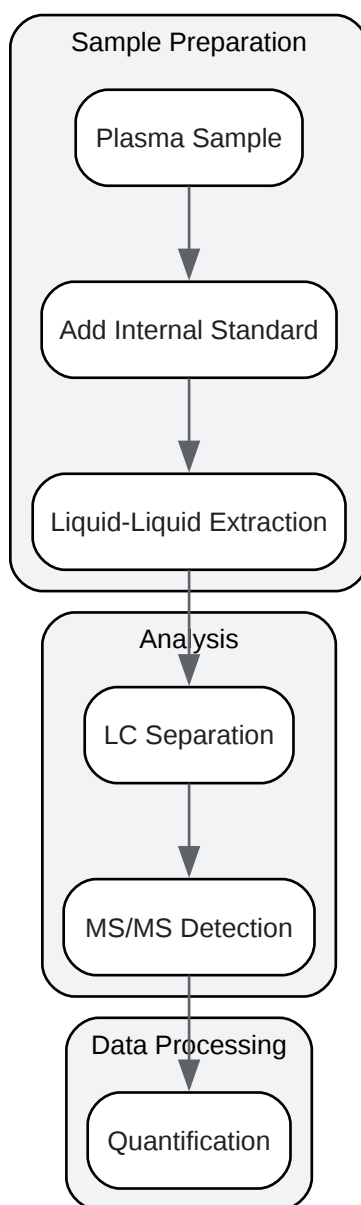 Sample Preparation
Plasma Sample
Add Internal Standard
Liquid-Liquid Extraction
Analysis
LC Separation
MS/MS Detection
Data Processing
Quantification